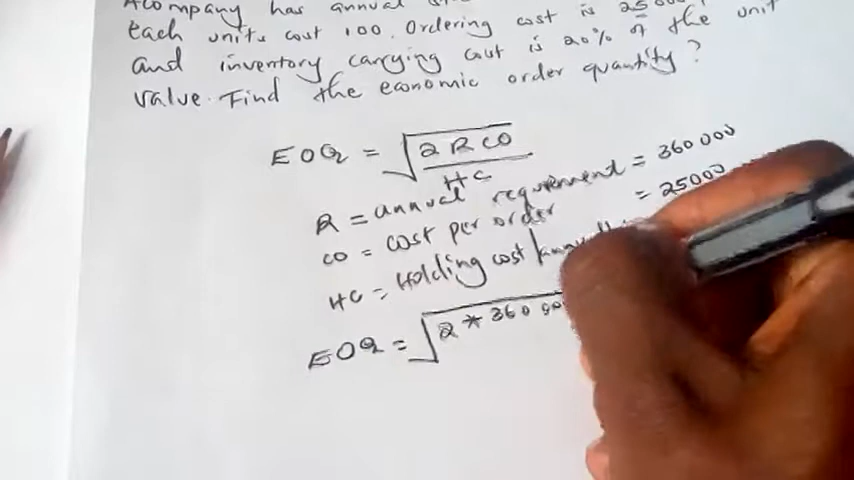 A company has annual
each units cost 100. Ordering cost is 25000
and inventory carrying cost is 20% of the unit
value. Find the economic order quantity?
EOQ = √2RCO
HC
R = annual requirement = 360 000
CO = cost per order = 25000
HC = Holding cost
EOQ = √2 * 360